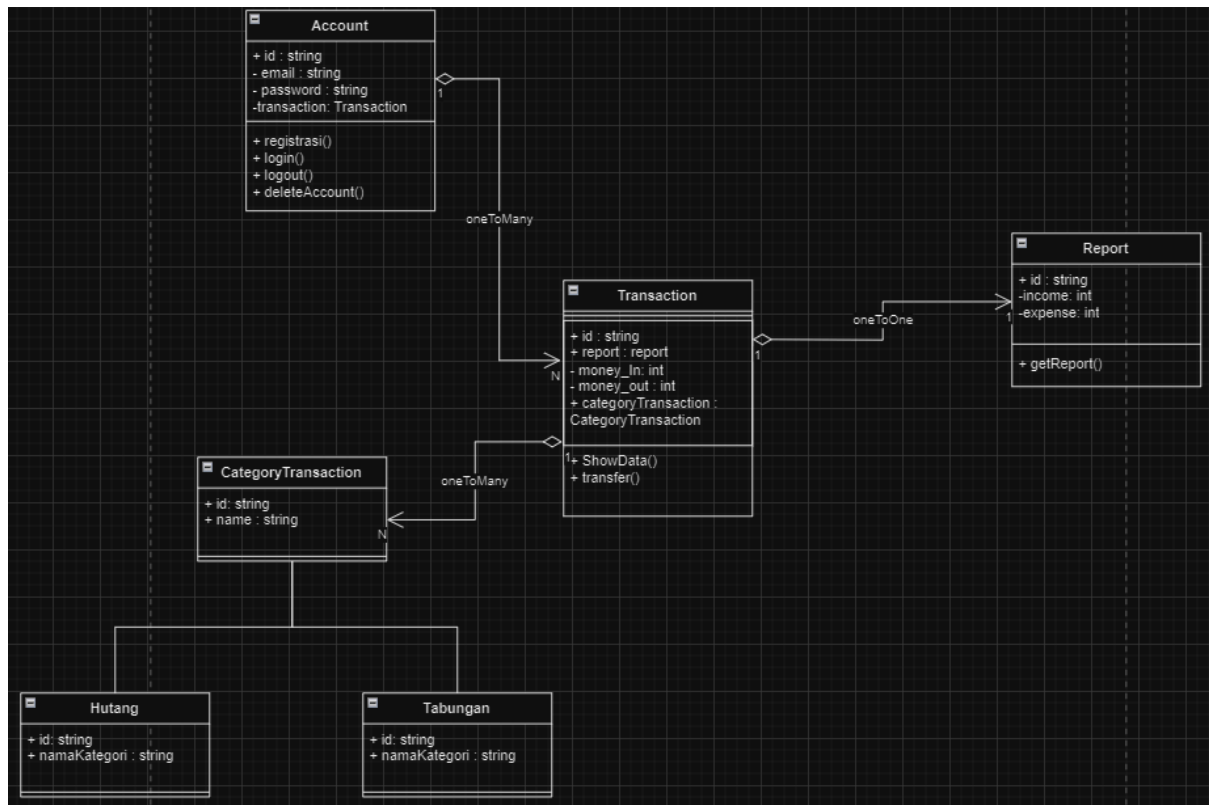 Account
+ id : string
- email : string
- password : string
-transaction: Transaction
+ registrasi()
+ login()
+ logout()
+ deleteAccount()
1
oneToMany
N
Transaction
+ id : string
+ report : report
- money_In: int
- money_out : int
+ categoryTransaction :
CategoryTransaction
+ ShowData()
+ transfer()
1
oneToOne
1
Report
+ id : string
-income: int
-expense: int
+ getReport()
1
oneToMany
N
CategoryTransaction
+ id: string
+ name : string
Hutang
+ id: string
+ namaKategori : string
Tabungan
+ id: string
+ namaKategori : string